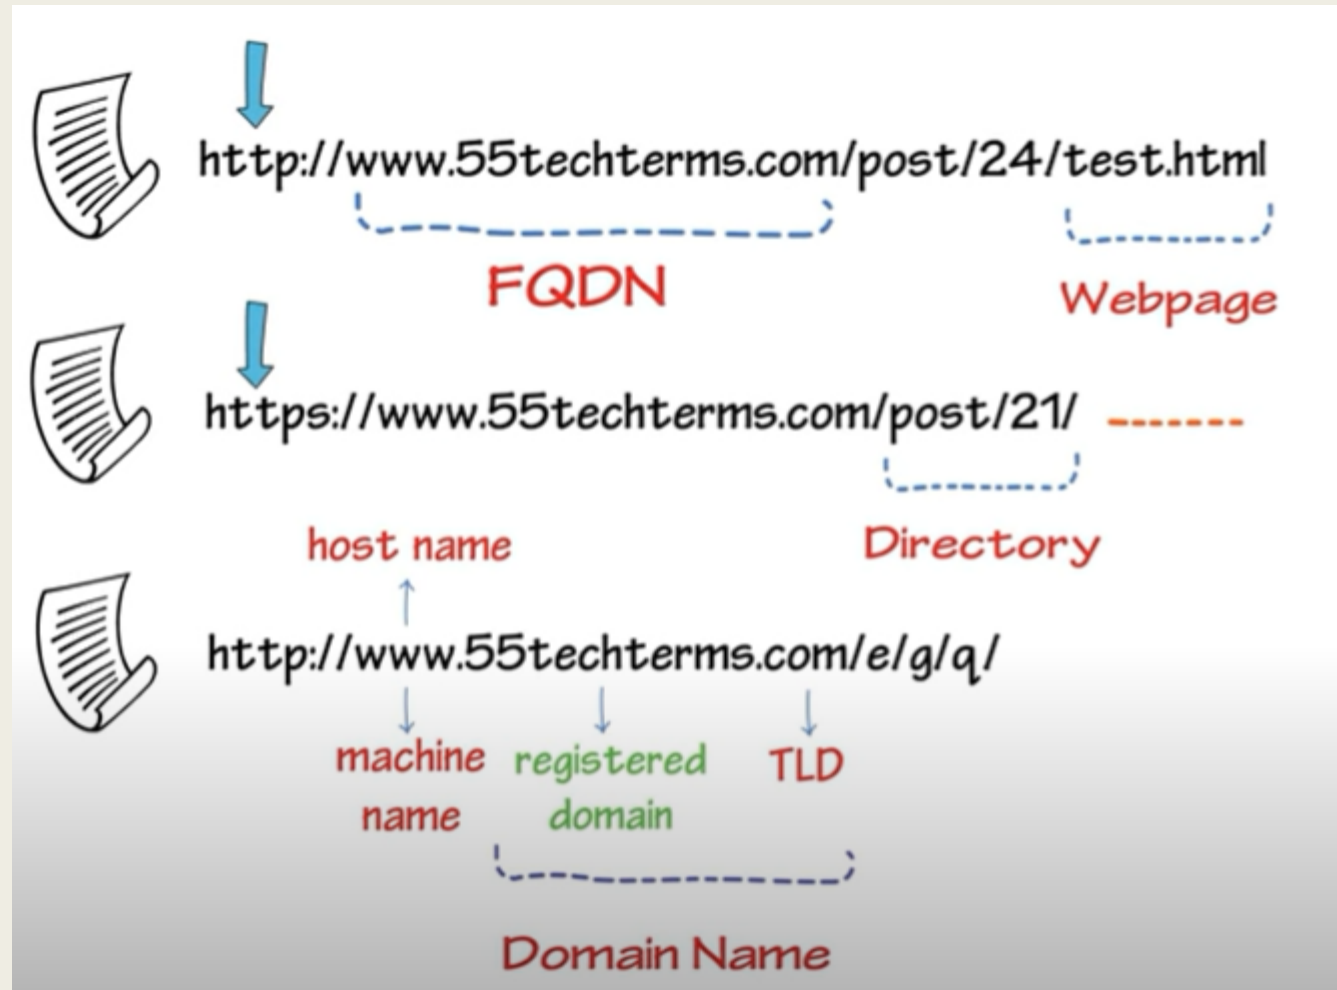 http://www.55techterms.com/post/24/test.html
FQDN
Webpage
https://www.55techterms.com/post/21/
Directory
host name
http://www.55techterms.com/e/g/q/
machine name
registered domain
TLD
Domain Name